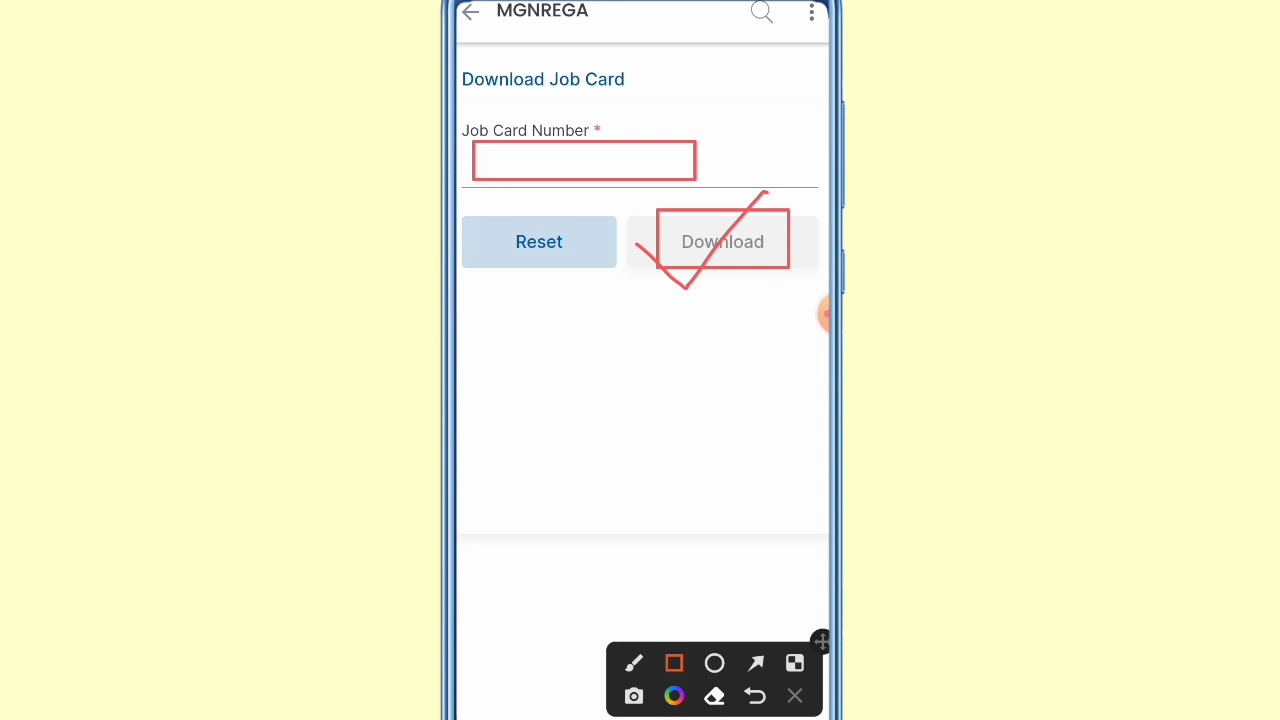 MGNREGA
Download Job Card
Job Card Number *
Reset
Download